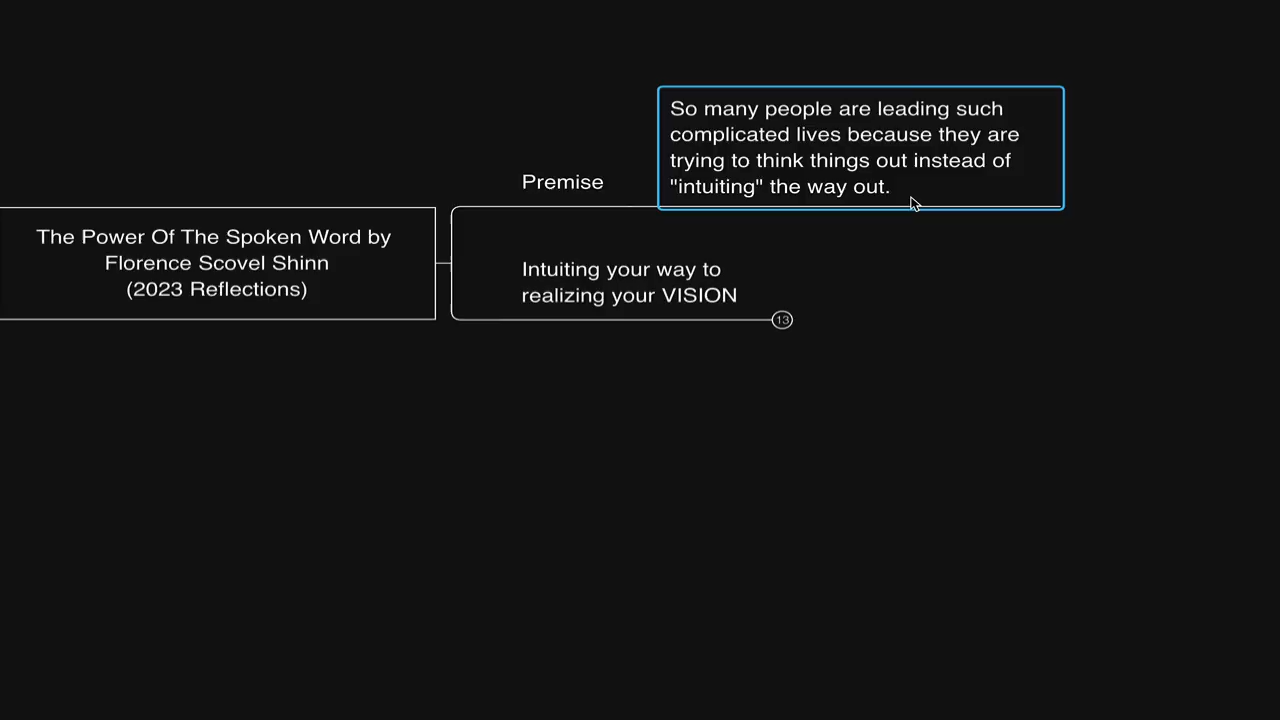 The Power Of The Spoken Word by
Florence Scovel Shinn
(2023 Reflections)
Premise
So many people are leading such
complicated lives because they are
trying to think things out instead of
"intuiting" the way out.
Intuiting your way to
realizing your VISION
13